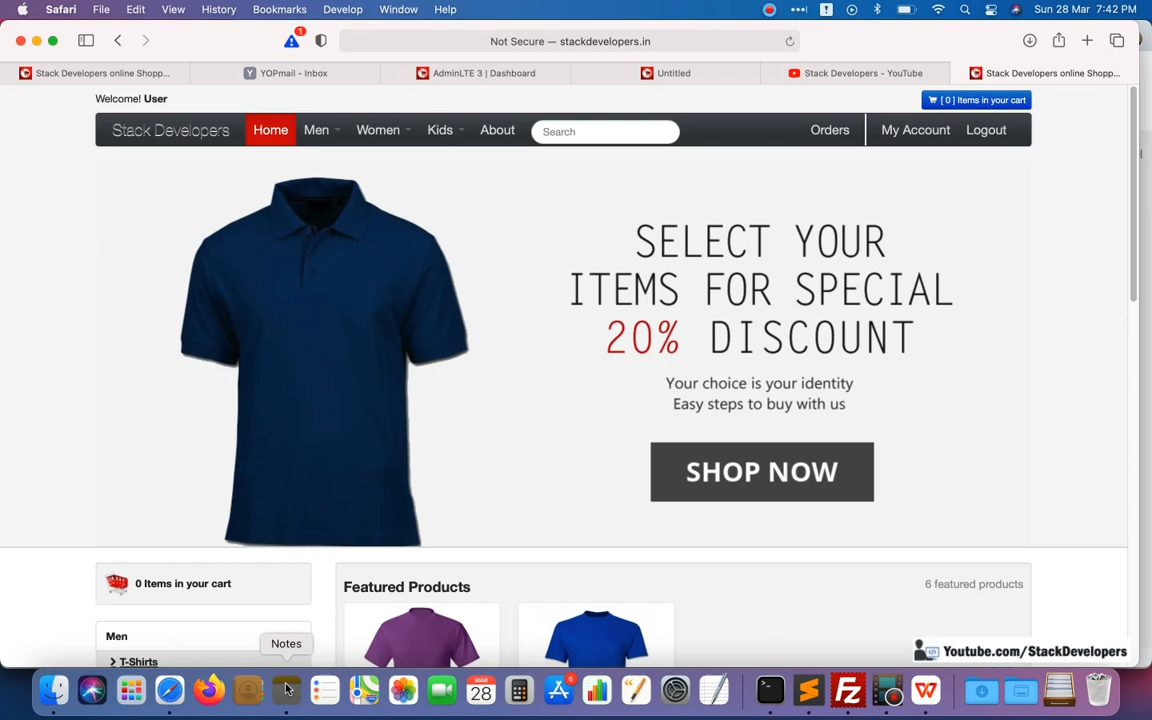 Safari File Edit View History Bookmarks Develop Window Help Sun 28 Mar 7:42 PM
1
Not Secure — stackdevelopers.in
Stack Developers online Shopp... YOPmail - Inbox AdminLTE 3 | Dashboard Untitled Stack Developers - YouTube Stack Developers online Shopp...
Welcome! User [ 0 ] Items in your cart
Stack Developers Home Men Women Kids About Search Orders My Account Logout
SELECT YOUR
ITEMS FOR SPECIAL
20% DISCOUNT
Your choice is your identity
Easy steps to buy with us
SHOP NOW
0 Items in your cart
Featured Products 6 featured products
Men
T-Shirts
Notes
Youtube.com/StackDevelopers
MAR
28
6